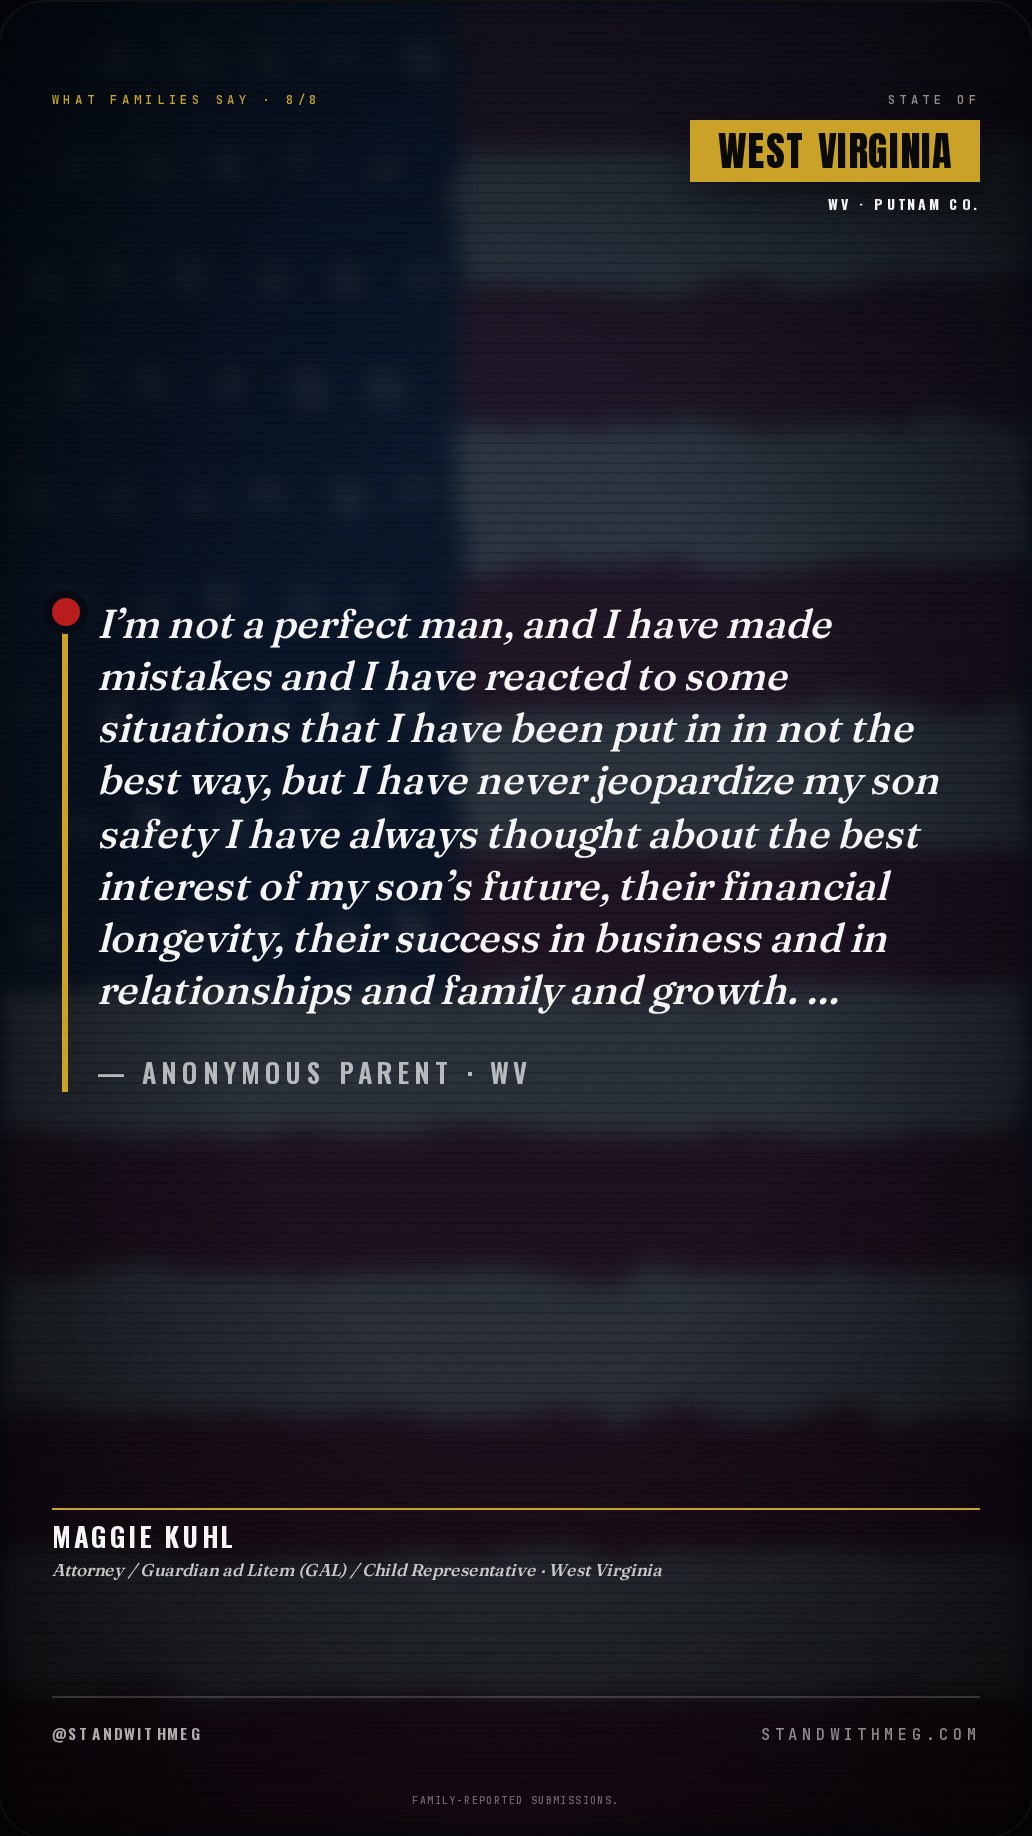 WHAT FAMILIES SAY · 8/8
STATE OF
WEST VIRGINIA
WV · PUTNAM CO.
I’m not a perfect man, and I have made
mistakes and I have reacted to some
situations that I have been put in in not the
best way, but I have never jeopardize my son
safety I have always thought about the best
interest of my son’s future, their financial
longevity, their success in business and in
relationships and family and growth. ...
— ANONYMOUS PARENT · WV
MAGGIE KUHL
Attorney / Guardian ad Litem (GAL) / Child Representative · West Virginia
@STANDWITHMEG
STANDWITHMEG.COM
FAMILY-REPORTED SUBMISSIONS.